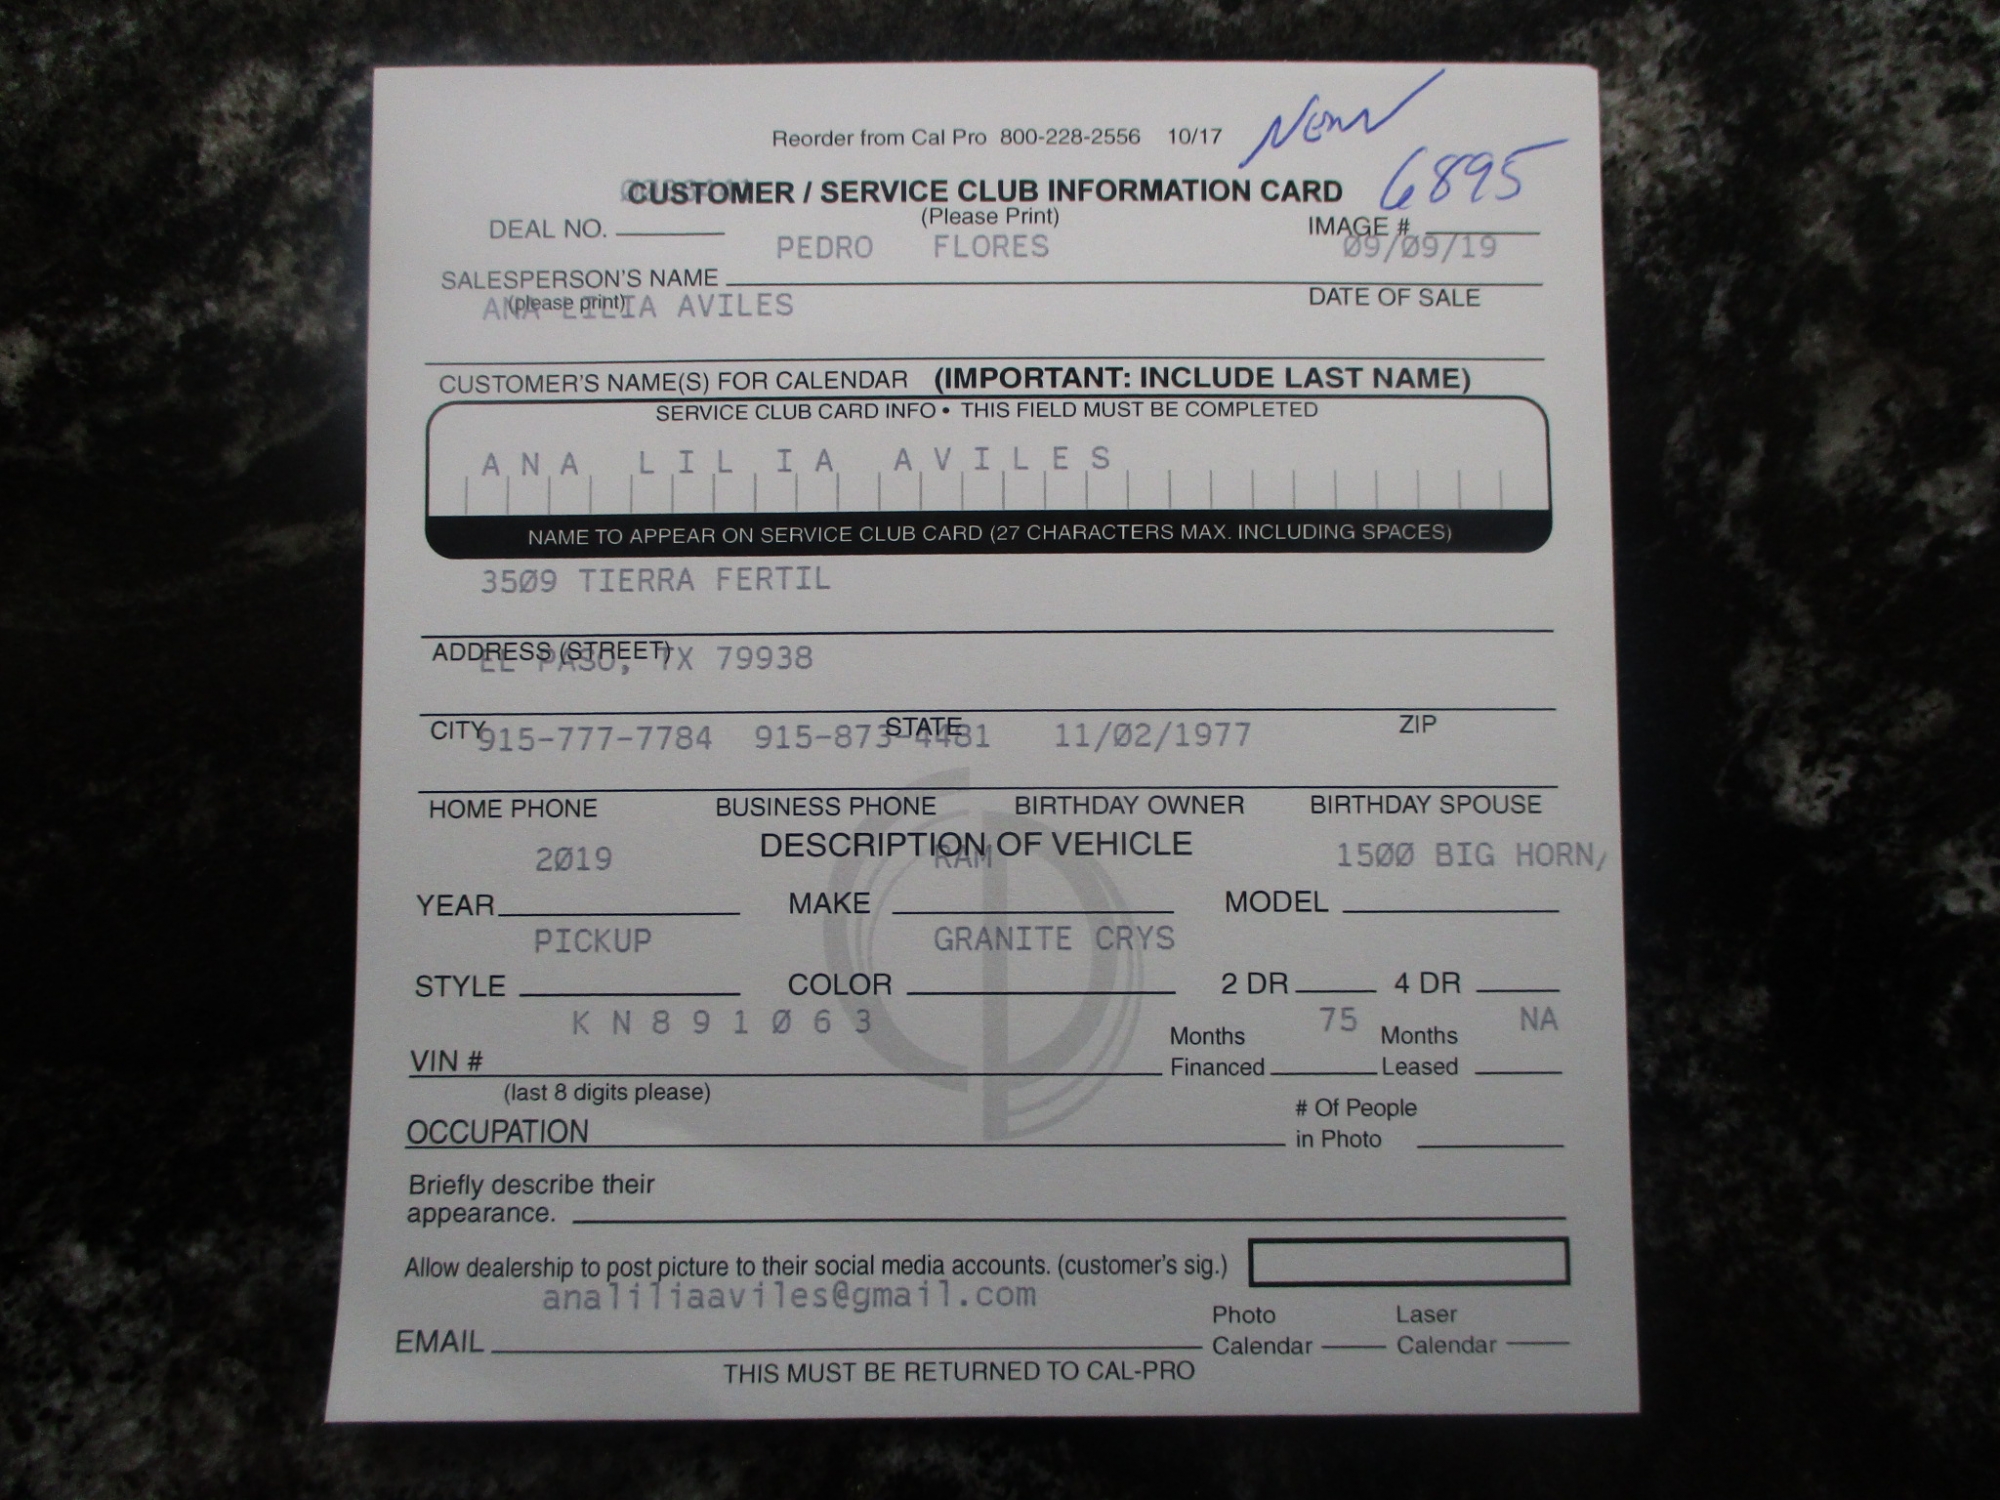 New
Reorder from Cal Pro 800-228-2556 10/17
6895
CUSTOMER / SERVICE CLUB INFORMATION CARD
(Please Print)
DEAL NO. IMAGE #
PEDRO FLORES 09/09/19
SALESPERSON'S NAME
(please print) DATE OF SALE
ANA LILIA AVILES
CUSTOMER'S NAME(S) FOR CALENDAR (IMPORTANT: INCLUDE LAST NAME)
SERVICE CLUB CARD INFO • THIS FIELD MUST BE COMPLETED
ANA LILIA AVILES
NAME TO APPEAR ON SERVICE CLUB CARD (27 CHARACTERS MAX. INCLUDING SPACES)
3509 TIERRA FERTIL
ADDRESS (STREET)
EL PASO, TX 79938
CITY STATE ZIP
915-777-7784 915-873-4481 11/02/1977
HOME PHONE BUSINESS PHONE BIRTHDAY OWNER BIRTHDAY SPOUSE
DESCRIPTION OF VEHICLE
2019 RAM 1500 BIG HORN/
YEAR MAKE MODEL
PICKUP GRANITE CRYS
STYLE COLOR 2 DR 4 DR
KN891063 75 NA
VIN # Months Financed Months Leased
(last 8 digits please)
OCCUPATION # Of People in Photo
Briefly describe their
appearance.
Allow dealership to post picture to their social media accounts. (customer's sig.)
analiliaaviles@gmail.com
EMAIL Photo Calendar Laser Calendar
THIS MUST BE RETURNED TO CAL-PRO